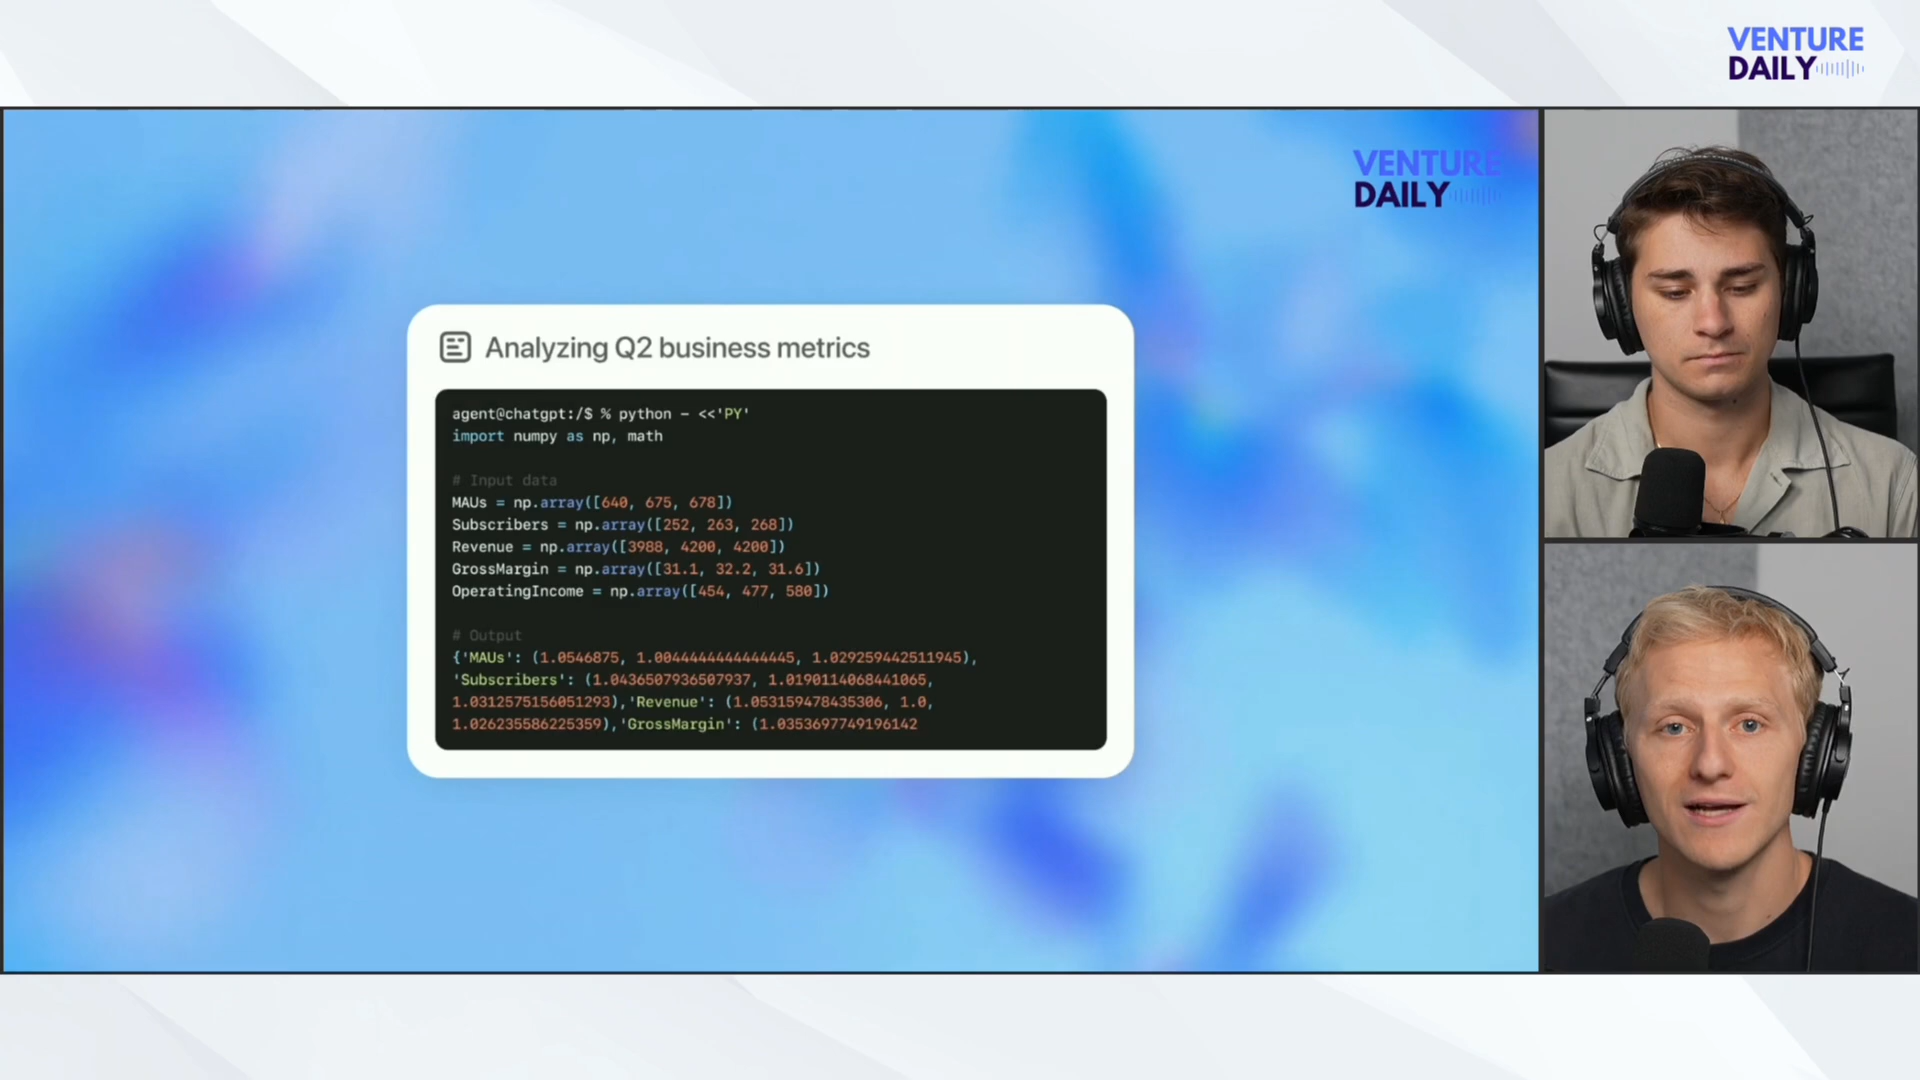 VENTURE
DAILY
VENTURE
DAILY
Analyzing Q2 business metrics
agent@chatgpt:/$ % python - <<'PY'
import numpy as np, math
# Input data
MAUs = np.array([640, 675, 678])
Subscribers = np.array([252, 263, 268])
Revenue = np.array([3988, 4200, 4200])
GrossMargin = np.array([31.1, 32.2, 31.6])
OperatingIncome = np.array([454, 477, 580])
# Output
{'MAUs': (1.0546875, 1.0044444444444445, 1.029259442511945),
'Subscribers': (1.0436507936507937, 1.0190114068441065,
1.0312575156051293),'Revenue': (1.053159478435306, 1.0,
1.026235586225359),'GrossMargin': (1.0353697749196142